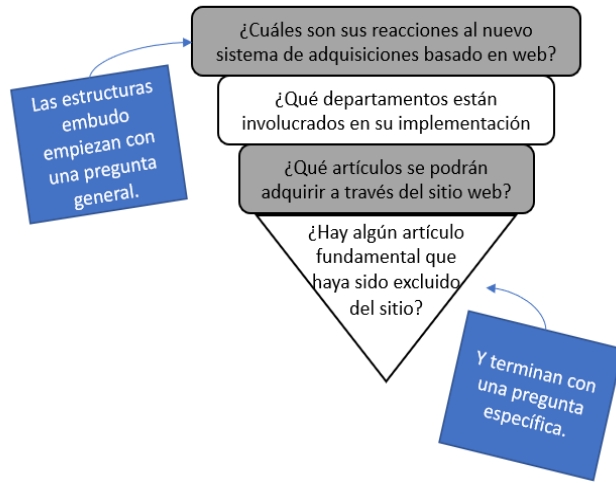 ¿Cuáles son sus reacciones al nuevo
sistema de adquisiciones basado en web?
Las estructuras
embudo
empiezan con
una pregunta
general.
¿Qué departamentos están
involucrados en su implementación
¿Qué artículos se podrán
adquirir a través del sitio web?
¿Hay algún artículo
fundamental que
haya sido excluido
del sitio?
Y terminan con
una pregunta
específica.